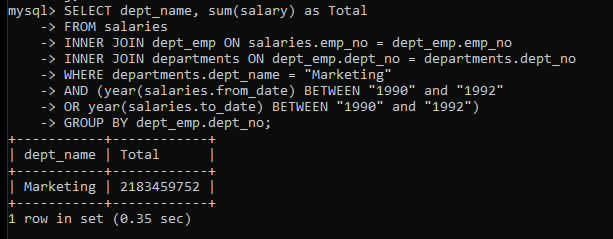 mysql> SELECT dept_name, sum(salary) as Total
    -> FROM salaries
    -> INNER JOIN dept_emp ON salaries.emp_no = dept_emp.emp_no
    -> INNER JOIN departments ON dept_emp.dept_no = departments.dept_no
    -> WHERE departments.dept_name = "Marketing"
    -> AND (year(salaries.from_date) BETWEEN "1990" and "1992"
    -> OR year(salaries.to_date) BETWEEN "1990" and "1992")
    -> GROUP BY dept_emp.dept_no;
+-----------+------------+
| dept_name | Total      |
+-----------+------------+
| Marketing | 2183459752 |
+-----------+------------+
1 row in set (0.35 sec)